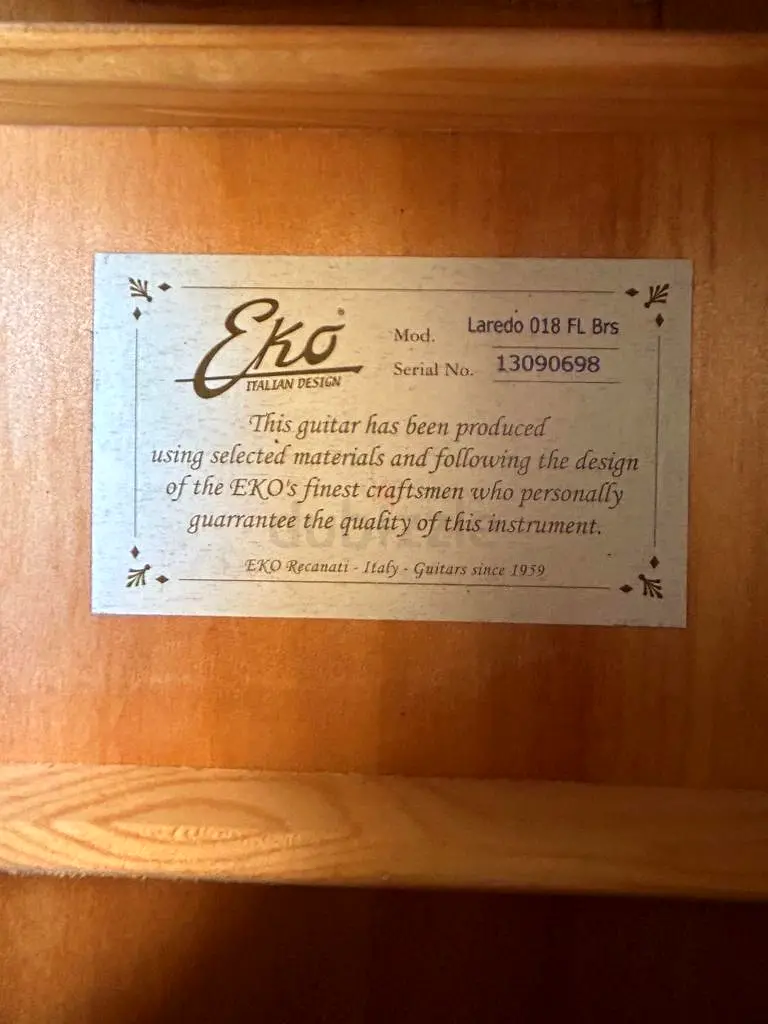 Eko
ITALIAN DESIGN
Mod. Laredo 018 FL Brs
Serial No. 13090698
This guitar has been produced
using selected materials and following the design
of the EKO's finest craftsmen who personally
guarrantee the quality of this instrument.
EKO Recanati - Italy - Guitars since 1959